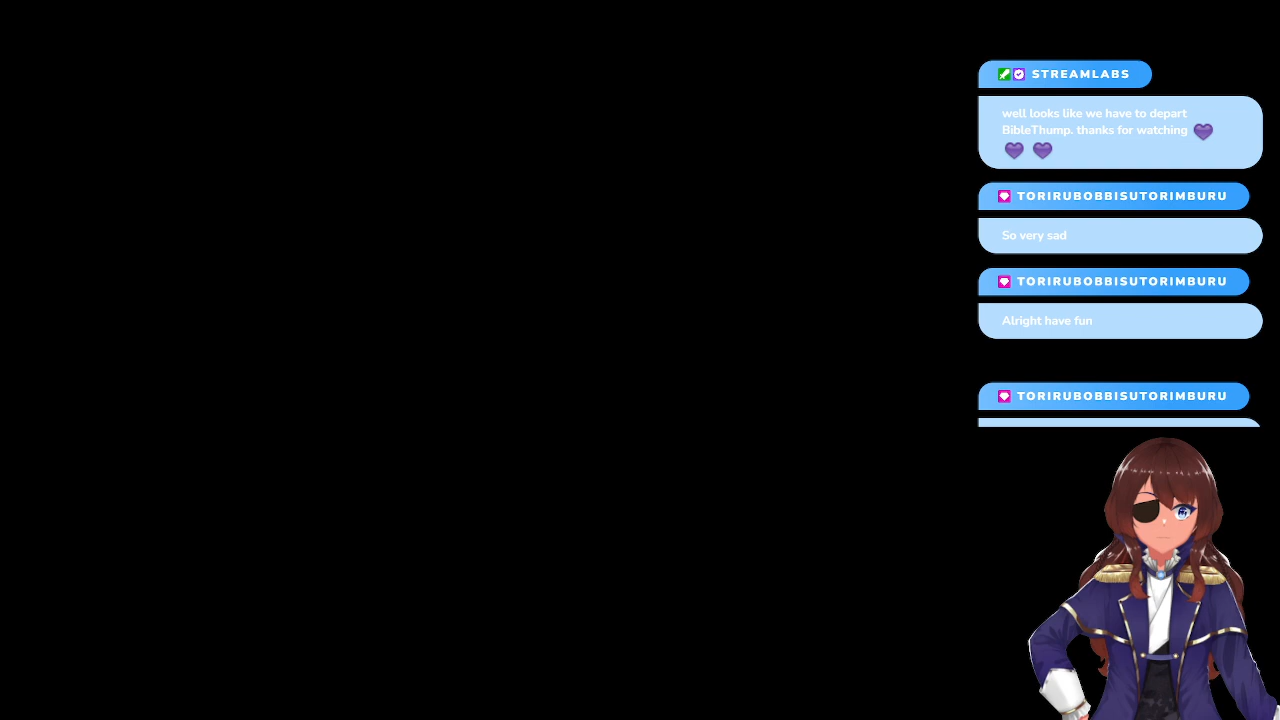 STREAMLABS
well looks like we have to depart
BibleThump. thanks for watching 💜
💜 💜
TORIRUBOBBISUTORIMBURU
So very sad
TORIRUBOBBISUTORIMBURU
Alright have fun
TORIRUBOBBISUTORIMBURU